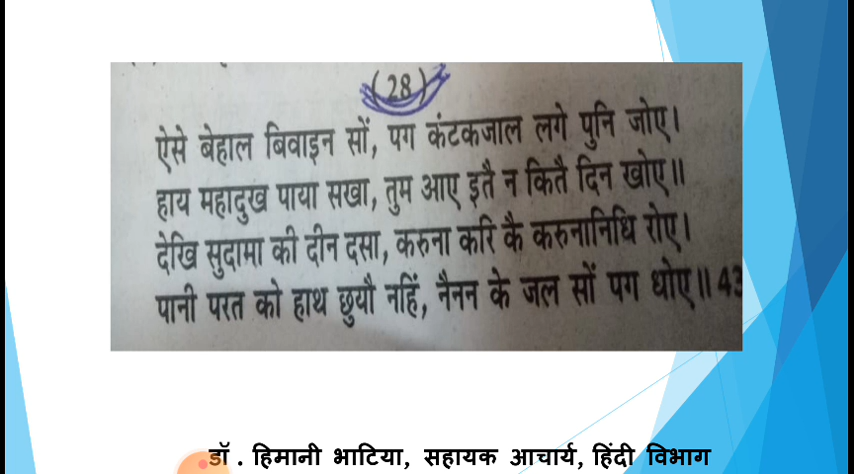 (28)
ऐसे बेहाल बिवाइन सों, पग कंटकजाल लगे पुनि जोए।
हाय महादुख पाया सखा, तुम आए इतै न कितै दिन खोए॥
देखि सुदामा की दीन दसा, करुना करि कै करुनानिधि रोए।
पानी परत को हाथ छुयौ नहिं, नैनन के जल सों पग धोए॥ 43
डॉ . हिमानी भाटिया, सहायक आचार्य, हिंदी विभाग